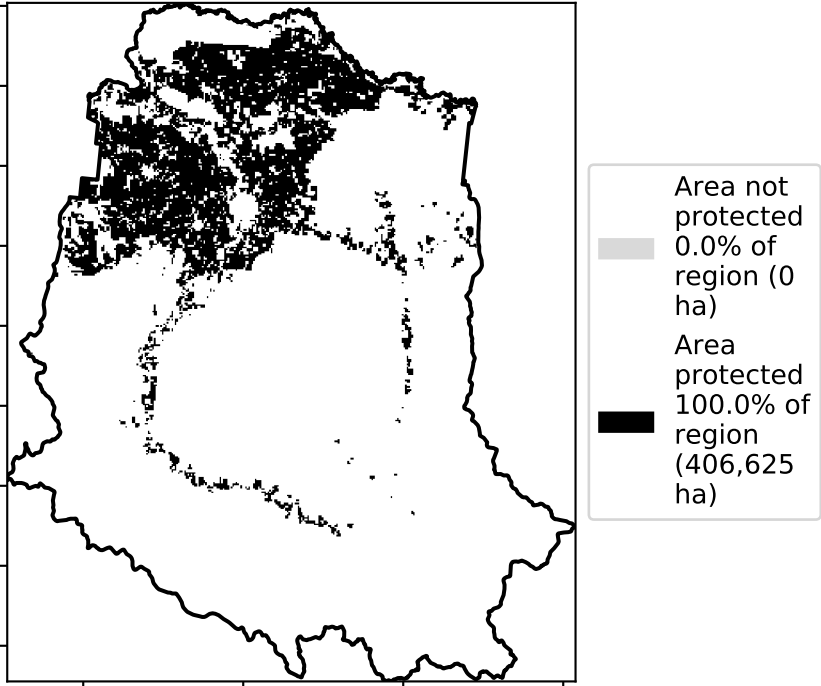 Area not
protected
0.0% of
region (0
ha)
Area
protected
100.0% of
region
(406,625
ha)